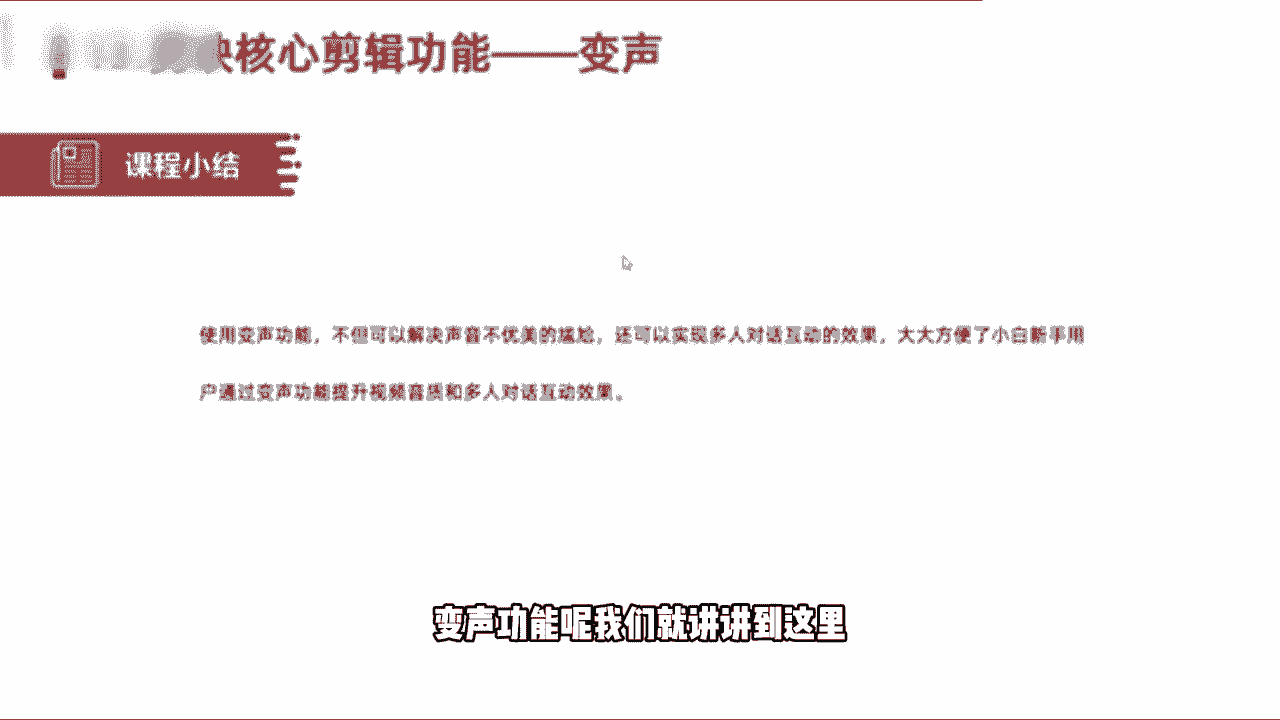 核心剪辑功能——变声
课程小结
使用变声功能，不但可以解决声音不优美的尴尬，还可以实现多人对话互动的效果，大大方便了小白新手用
户通过变声功能提升视频音质和多人对话互动效果。
变声功能呢我们就讲讲到这里